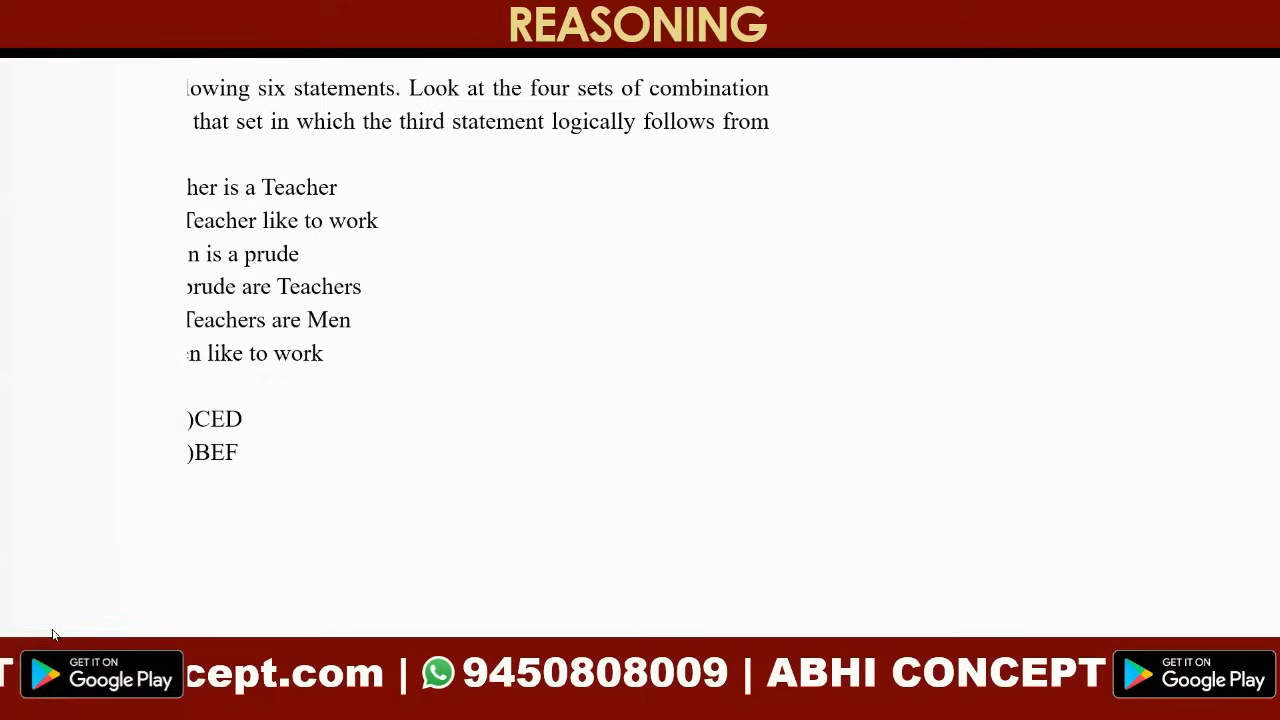 REASONING
lowing six statements. Look at the four sets of combination
that set in which the third statement logically follows from
her is a Teacher
Teacher like to work
n is a prude
prude are Teachers
Teachers are Men
n like to work
)CED
)BEF
T GET IT ON Google Play cept.com | 9450808009 | ABHI CONCEPT GET IT ON Google Play